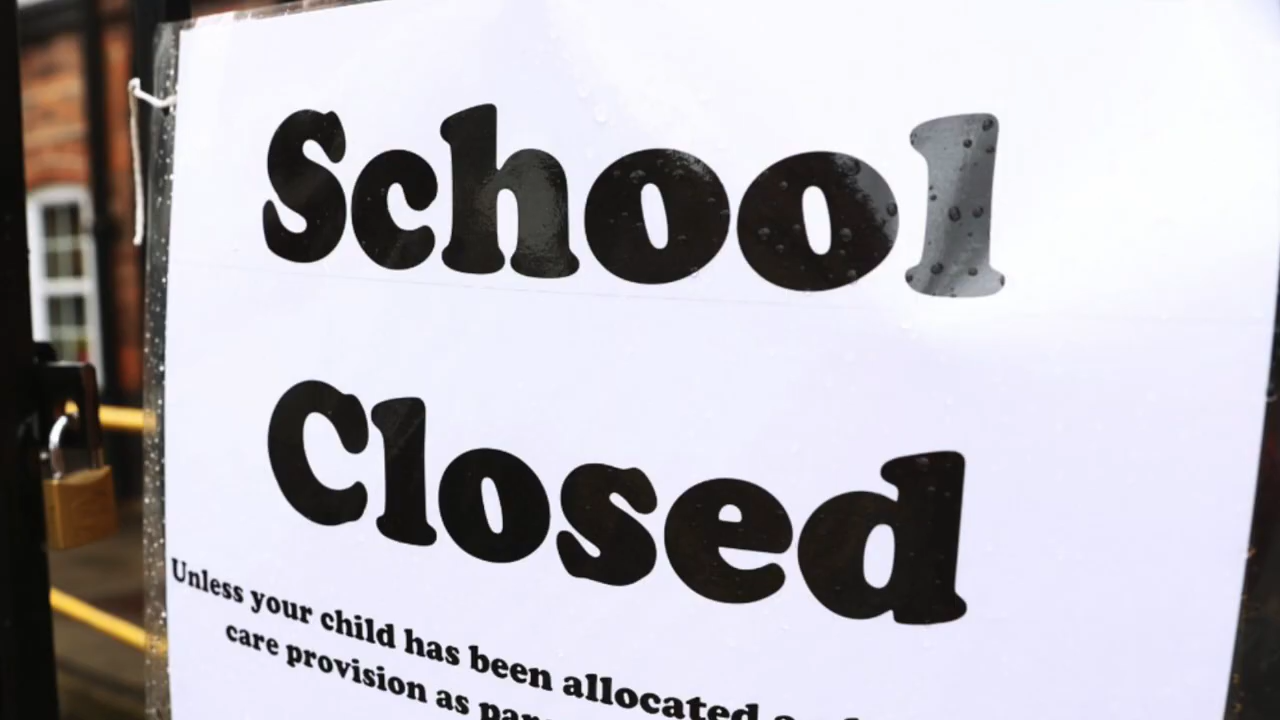 School
Closed
Unless your child has been allocated
care provision as